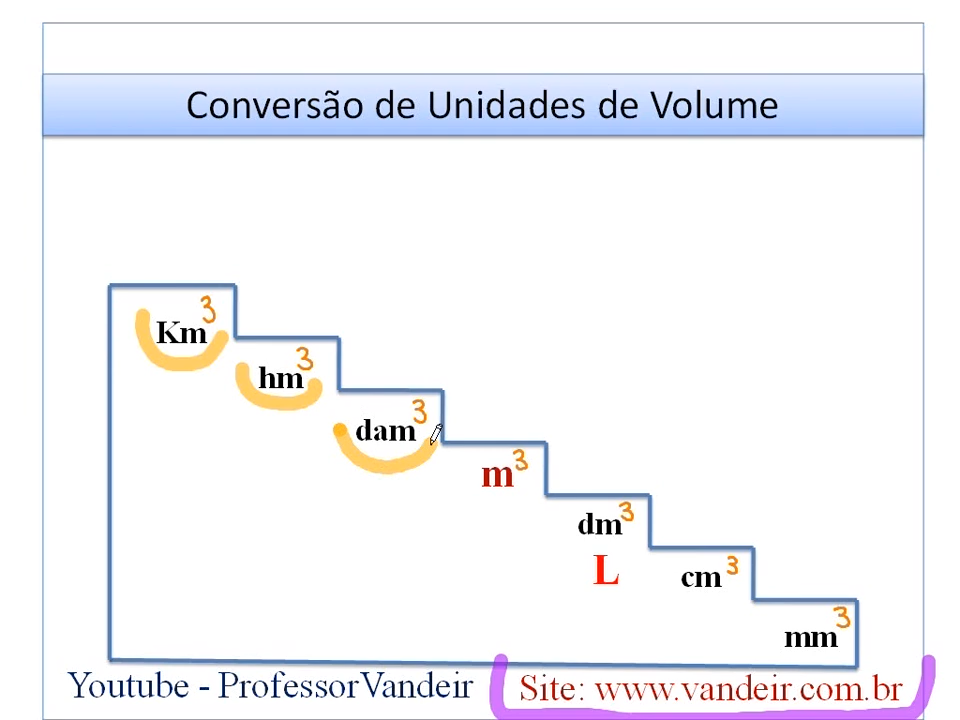 Conversão de Unidades de Volume
Km³
hm³
dam³
m³
dm³
L
cm³
mm³
Youtube - ProfessorVandeir
Site: www.vandeir.com.br